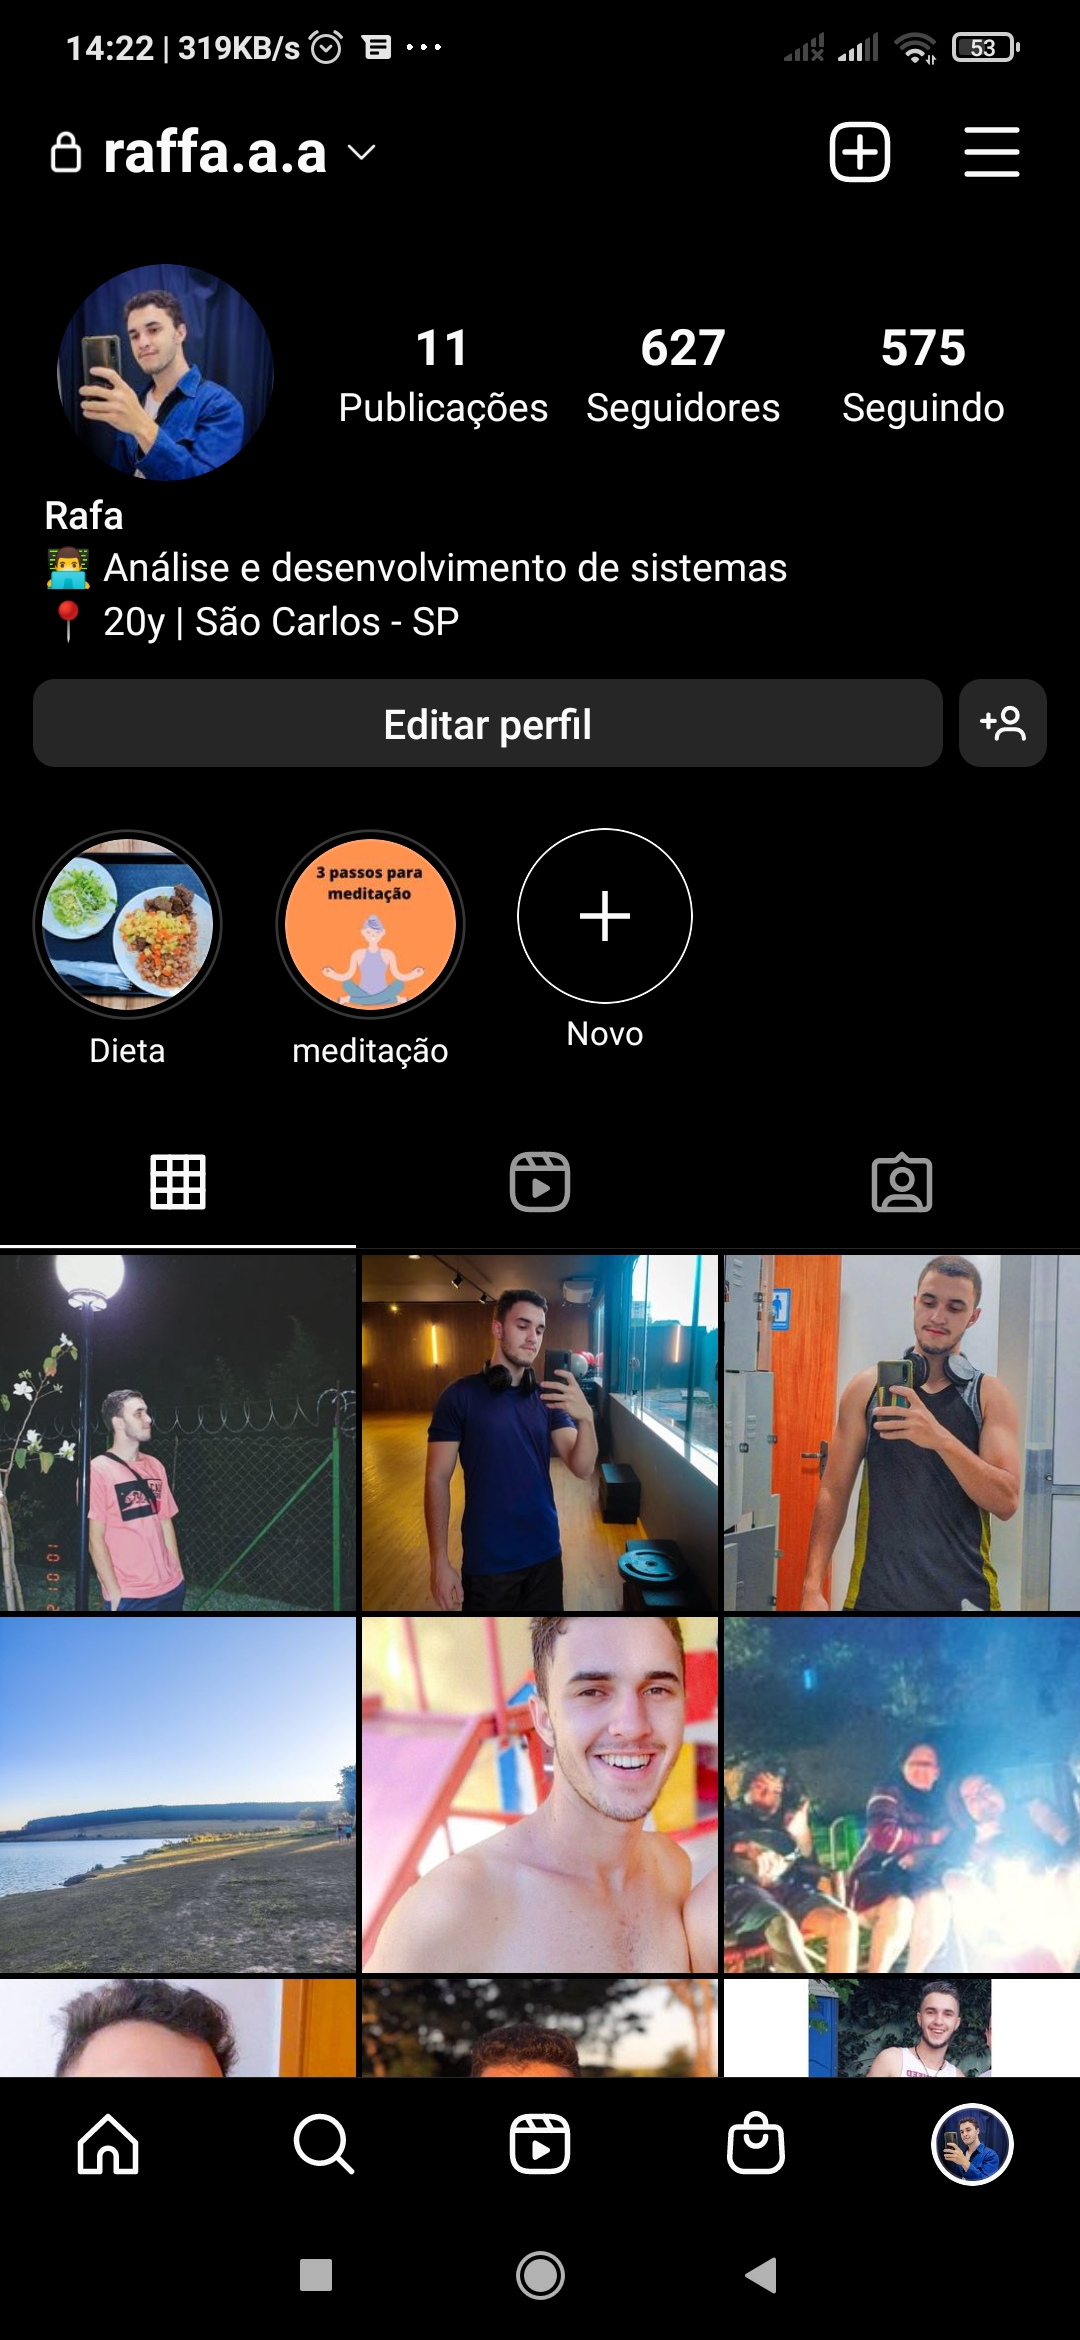 14:22 | 319KB/s
53
raffa.a.a
11
627
575
Publicações
Seguidores
Seguindo
Rafa
Análise e desenvolvimento de sistemas
20y | São Carlos - SP
Editar perfil
3 passos para
meditação
Dieta
meditação
Novo